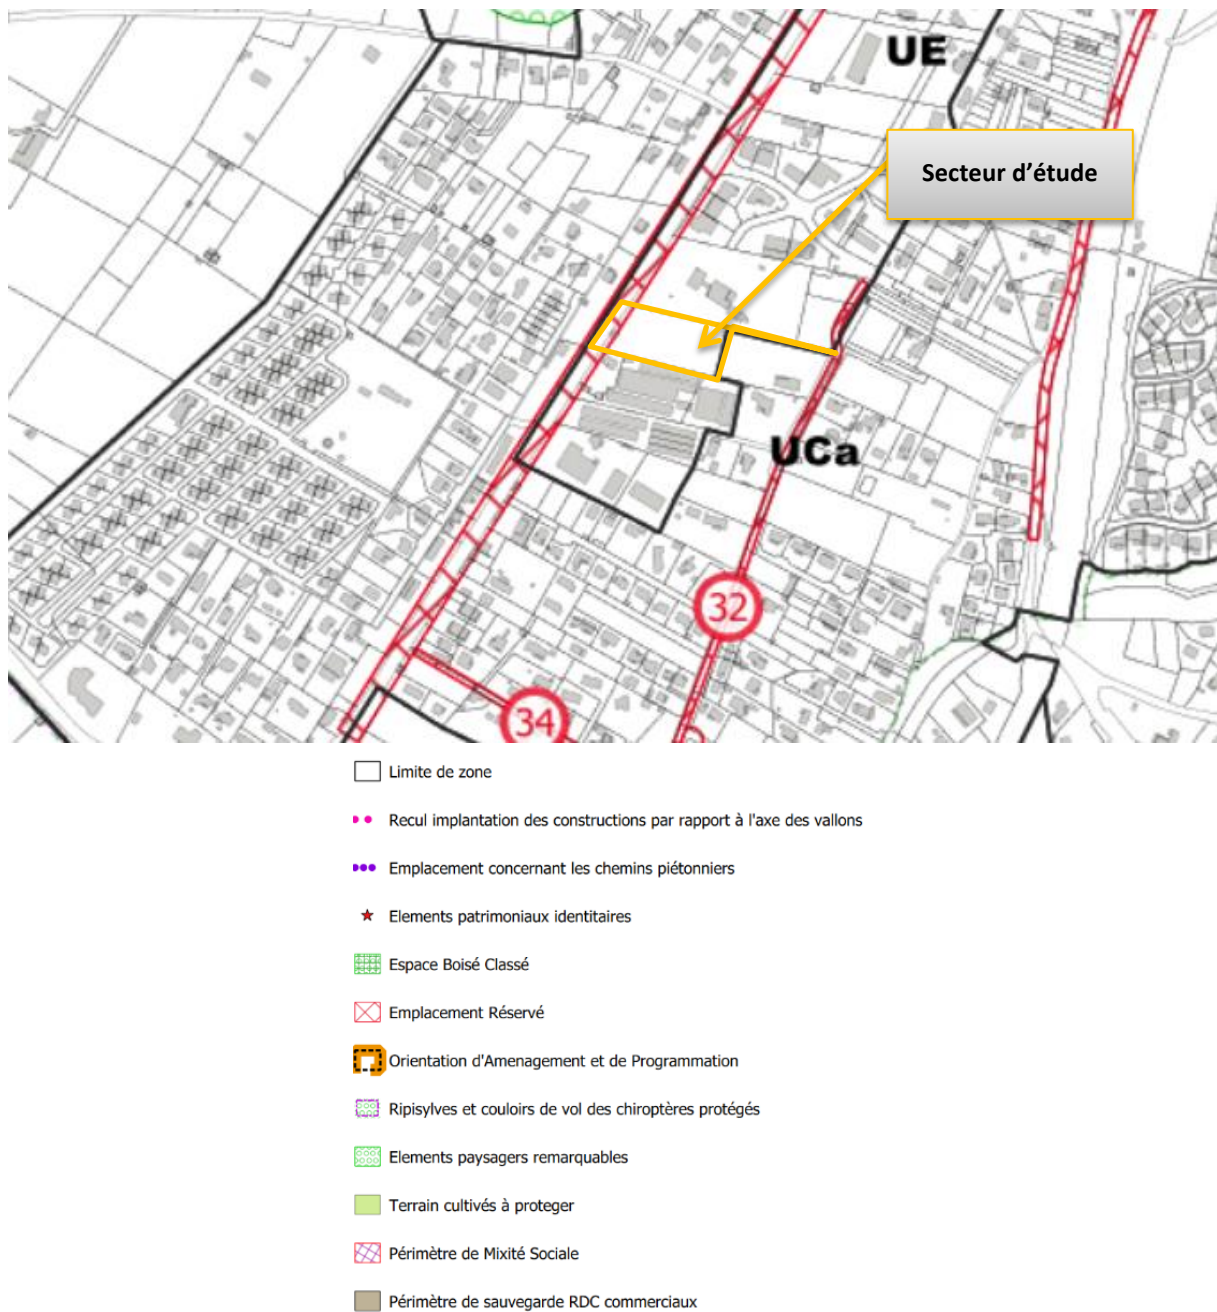 UE
Secteur d'étude
UCa
32
34
Limite de zone
Recul implantation des constructions par rapport à l'axe des vallons
Emplacement concernant les chemins piétonniers
Elements patrimoniaux identitaires
Espace Boisé Classé
Emplacement Réservé
Orientation d'Amenagement et de Programmation
Ripisylves et couloirs de vol des chiroptères protégés
Elements paysagers remarquables
Terrain cultivés à proteger
Périmètre de Mixité Sociale
Périmètre de sauvegarde RDC commerciaux